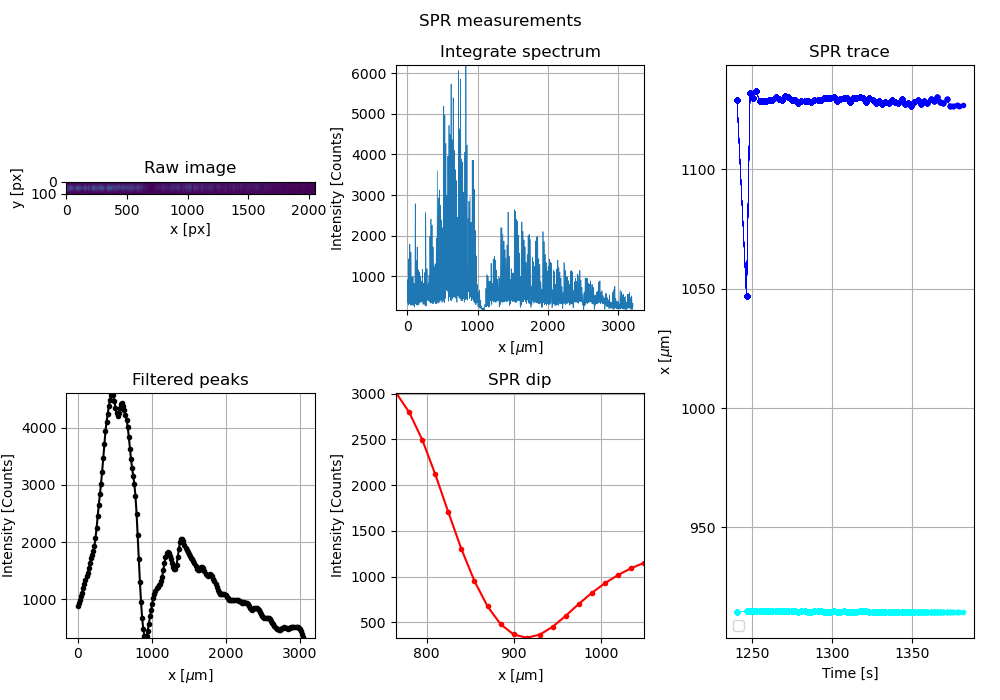 SPR measurements
Raw image
y [px]
0
100
0 500 1000 1500 2000
x [px]
Integrate spectrum
Intensity [Counts]
6000
5000
4000
3000
2000
1000
0 1000 2000 3000
x [μm]
SPR trace
x [μm]
1100
1050
1000
950
1250 1300 1350
Time [s]
Filtered peaks
Intensity [Counts]
4000
3000
2000
1000
0 1000 2000 3000
x [μm]
SPR dip
Intensity [Counts]
3000
2500
2000
1500
1000
500
800 900 1000
x [μm]